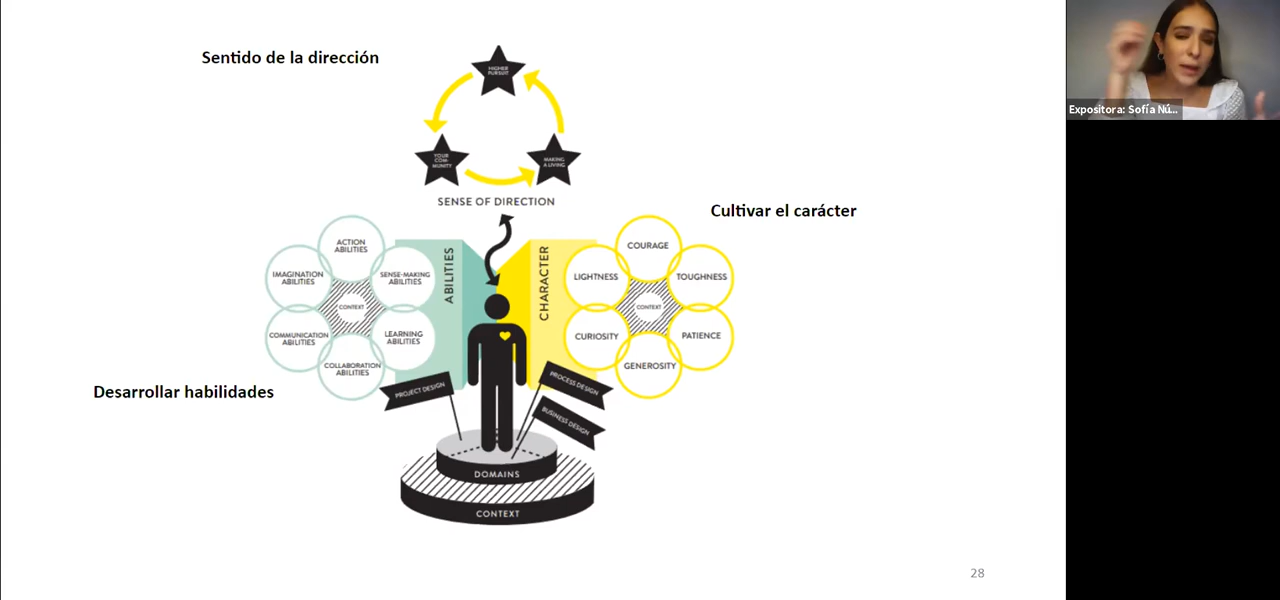 Sentido de la dirección
HIGHER
PURSUIT
YOUR
COM-
MUNITY
MAKING
A LIVING
SENSE OF DIRECTION
Cultivar el carácter
ACTION
ABILITIES
IMAGINATION
ABILITIES
SENSE-MAKING
ABILITIES
CONTEXT
COMMUNICATION
ABILITIES
LEARNING
ABILITIES
COLLABORATION
ABILITIES
ABILITIES
CHARACTER
COURAGE
LIGHTNESS
TOUGHNESS
CONTEXT
CURIOSITY
PATIENCE
GENEROSITY
Desarrollar habilidades
PROJECT DESIGN
PROCESS DESIGN
BUSINESS DESIGN
DOMAINS
CONTEXT
28
Expositora: Sofía Nú...